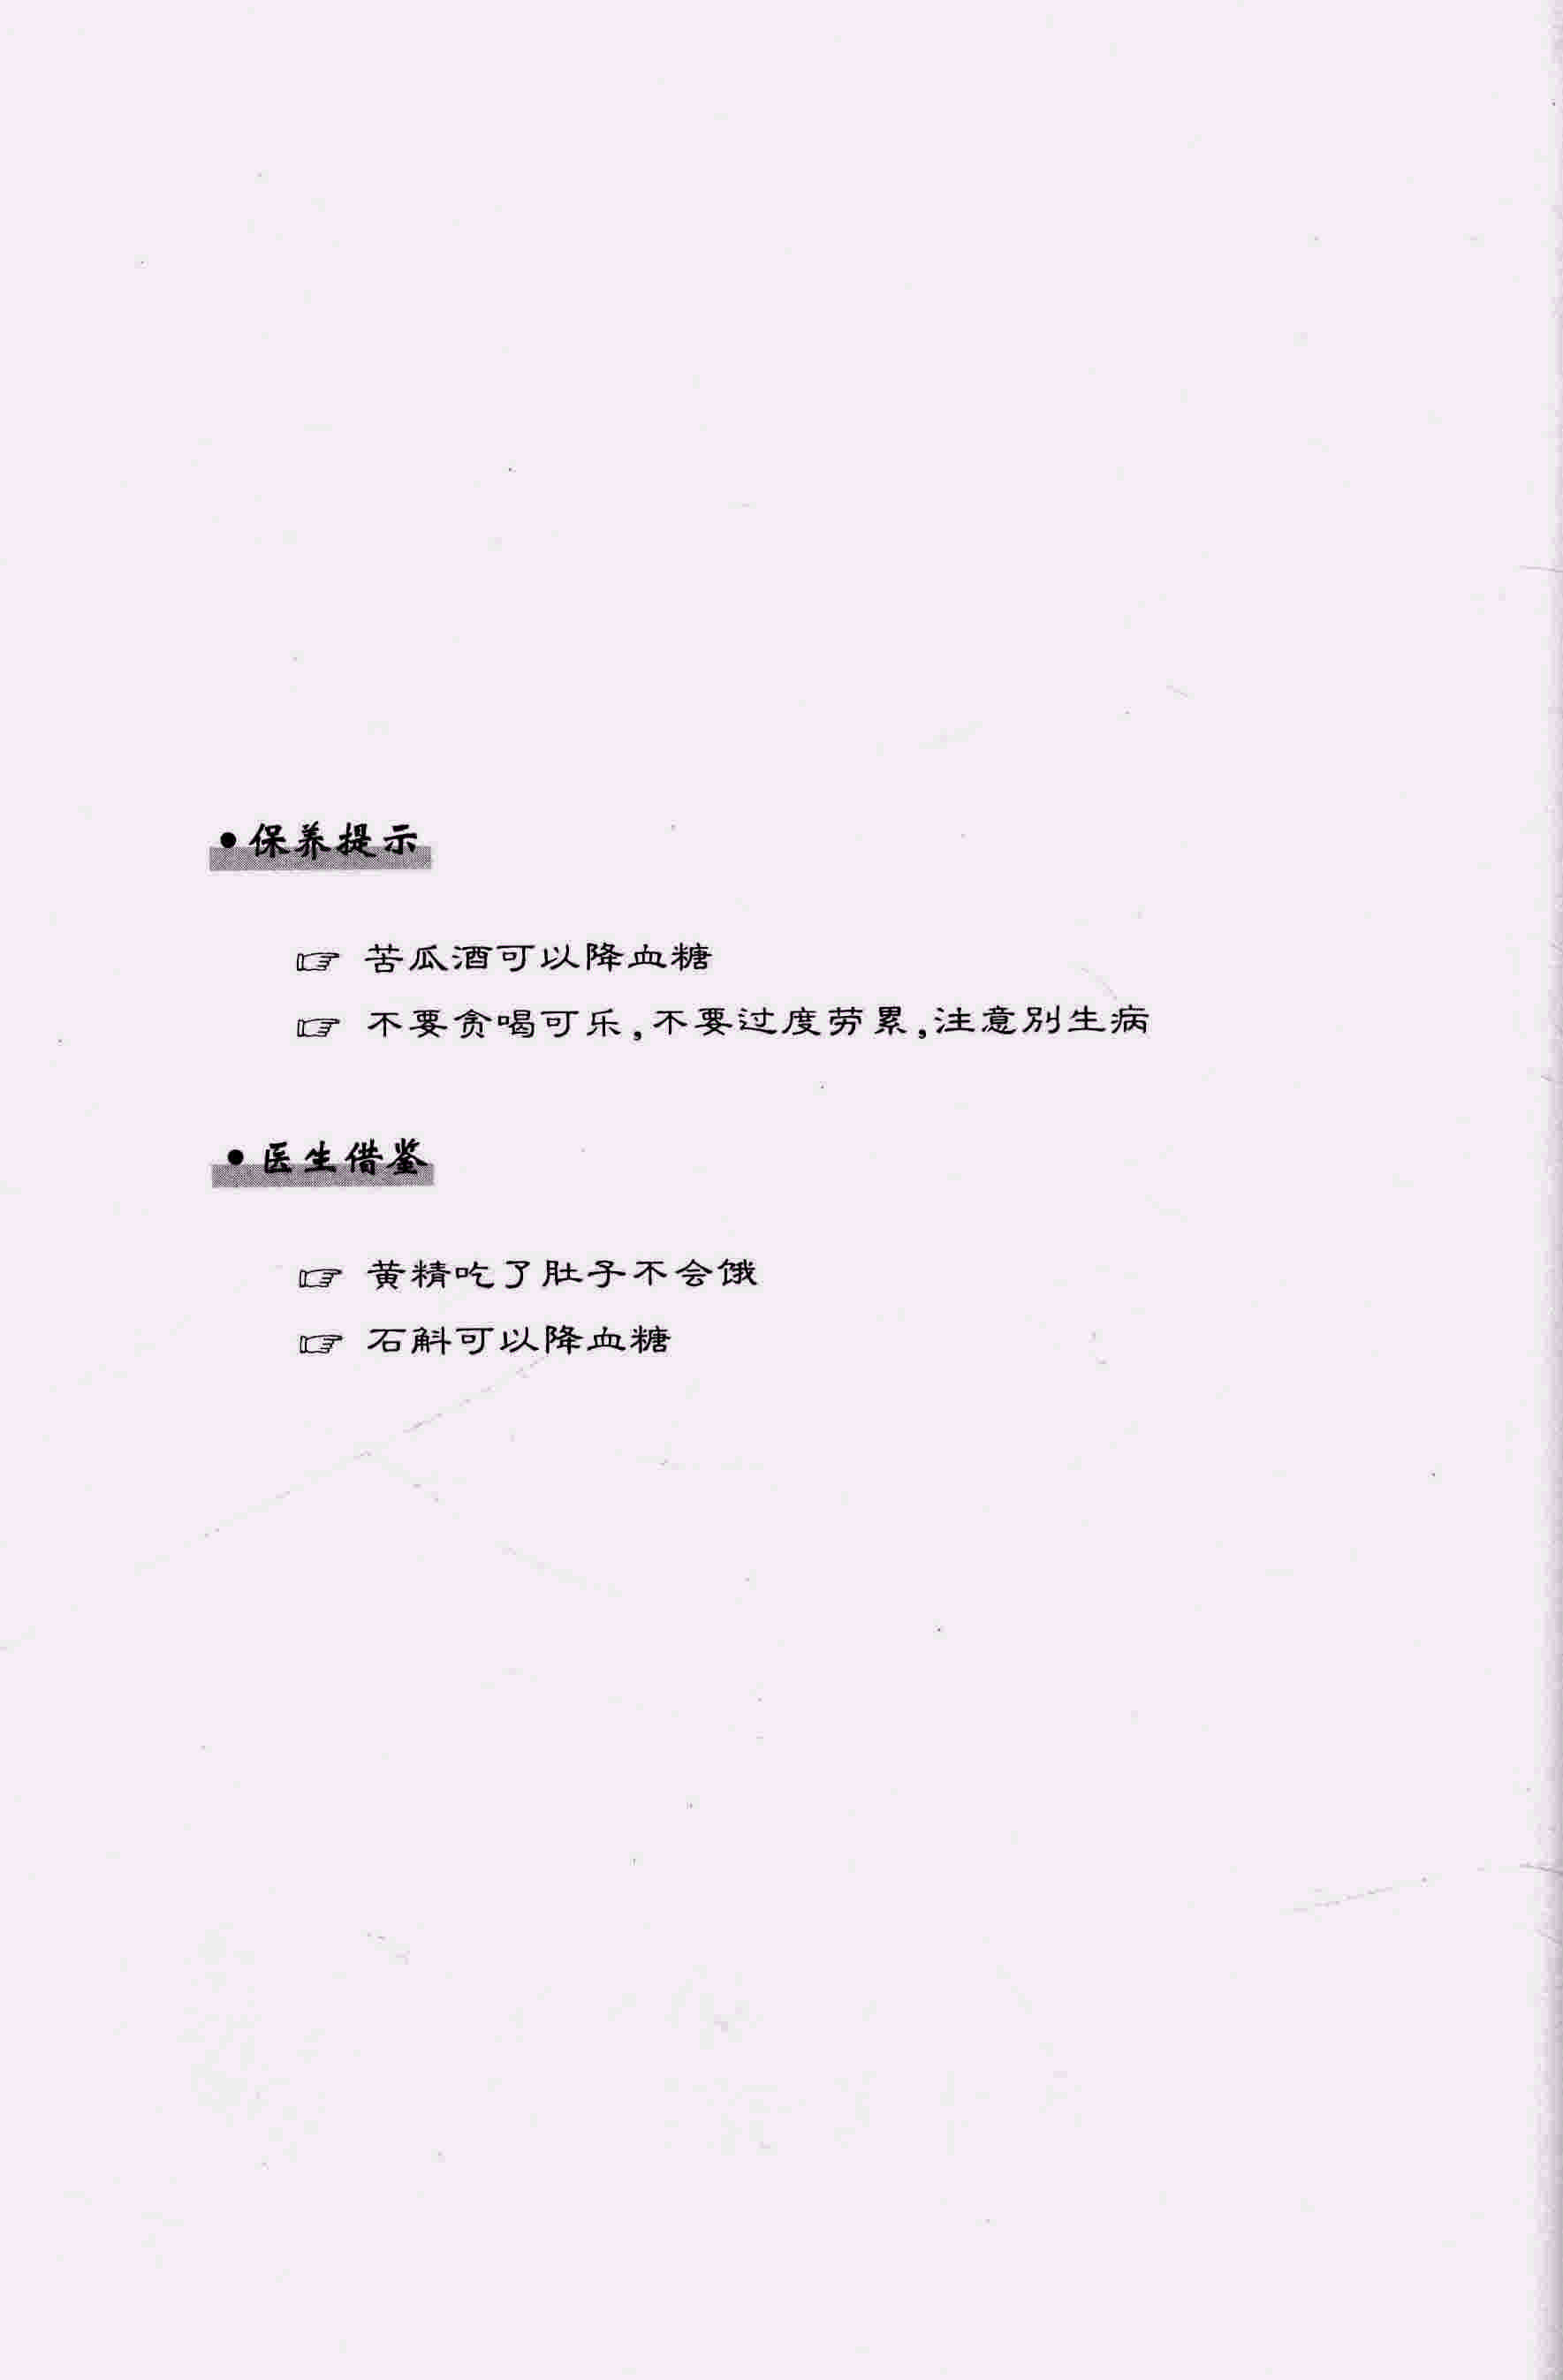 •保养提示
☞ 苦瓜酒可以降血糖
☞ 不要贪喝可乐,不要过度劳累,注意别生病
•医生借鉴
☞ 黄精吃了肚子不会饿
☞ 石斛可以降血糖